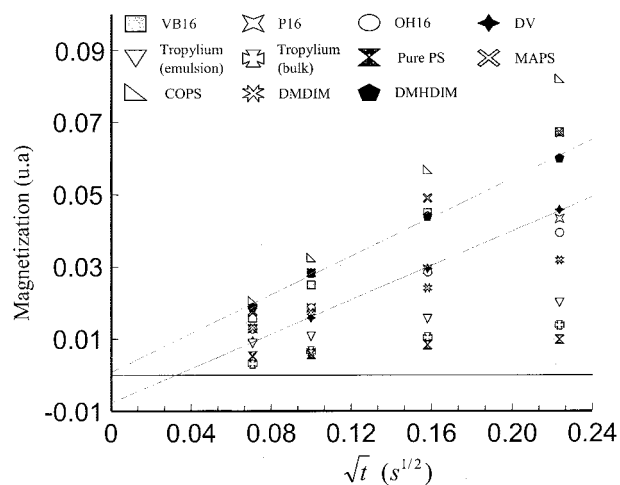 0.09
VB16 P16 OH16 DV
Tropylium (emulsion) Tropylium (bulk) Pure PS MAPS
COPS DMDIM DMHDIM
0.07
0.05
0.03
0.01
-0.01
Magnetization (u.a)
0 0.04 0.08 0.12 0.16 0.20 0.24
√t (s^1/2)